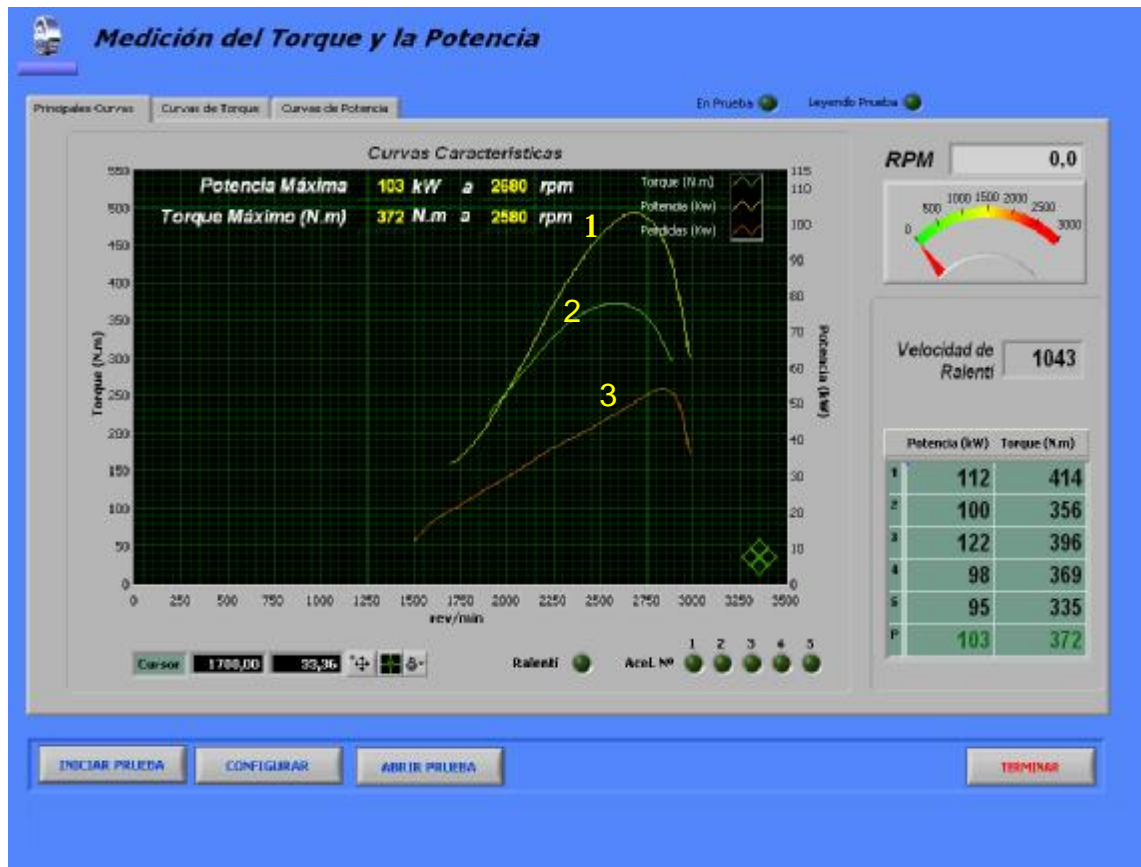 Medición del Torque y la Potencia
Principales Curvas Curvas de Torque Curvas de Potencia En Prueba Leyendo Prueba
Curvas Características
Potencia Máxima 103 kW a 2680 rpm
Torque Máximo (N.m) 372 N.m a 2580 rpm
Torque (N.m)
Potencia (Kw)
Perdidas (Kw)
1
2
3
Torque (N.m)
550
500
450
400
350
300
250
200
150
100
50
0
115
110
100
90
80
70
60
50
40
30
20
10
0
Potencia (kW)
0 250 500 750 1000 1250 1500 1750 2000 2250 2500 2750 3000 3250 3500
rev/min
Cursor 1700,00 33,36 Ralentí Acel. Nº 1 2 3 4 5
RPM 0,0
0 500 1000 1500 2000 2500 3000
Velocidad de
Ralentí 1043
Potencia (kW) Torque (N.m)
1 112 414
2 100 356
3 122 396
4 98 369
5 95 335
P 103 372
INICIAR PRUEBA CONFIGURAR ABRIR PRUEBA TERMINAR